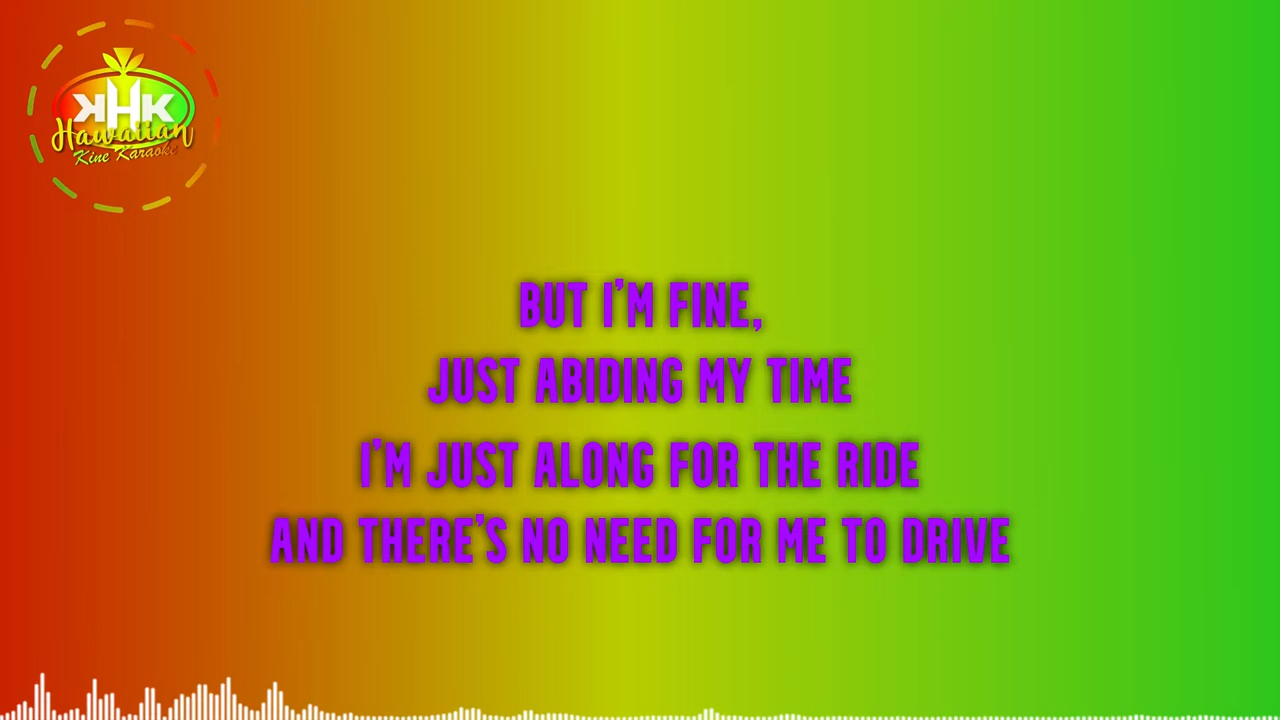 KHK
Hawaiian
Kine Karaoke
BUT I'M FINE,
JUST ABIDING MY TIME
I'M JUST ALONG FOR THE RIDE
AND THERE'S NO NEED FOR ME TO DRIVE